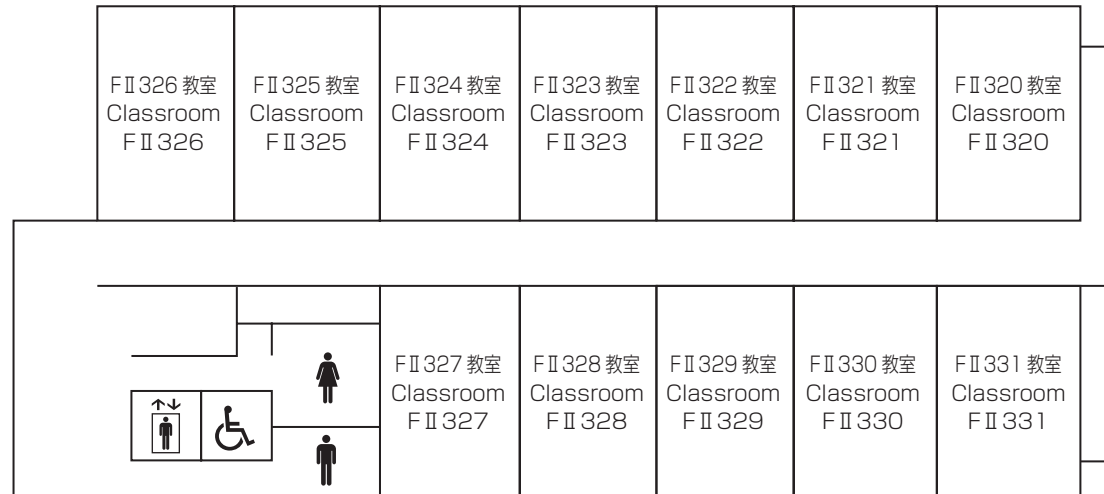 FⅡ326 教室
Classroom
FⅡ326
FⅡ325 教室
Classroom
FⅡ325
FⅡ324 教室
Classroom
FⅡ324
FⅡ323 教室
Classroom
FⅡ323
FⅡ322 教室
Classroom
FⅡ322
FⅡ321 教室
Classroom
FⅡ321
FⅡ320 教室
Classroom
FⅡ320
FⅡ327 教室
Classroom
FⅡ327
FⅡ328 教室
Classroom
FⅡ328
FⅡ329 教室
Classroom
FⅡ329
FⅡ330 教室
Classroom
FⅡ330
FⅡ331 教室
Classroom
FⅡ331